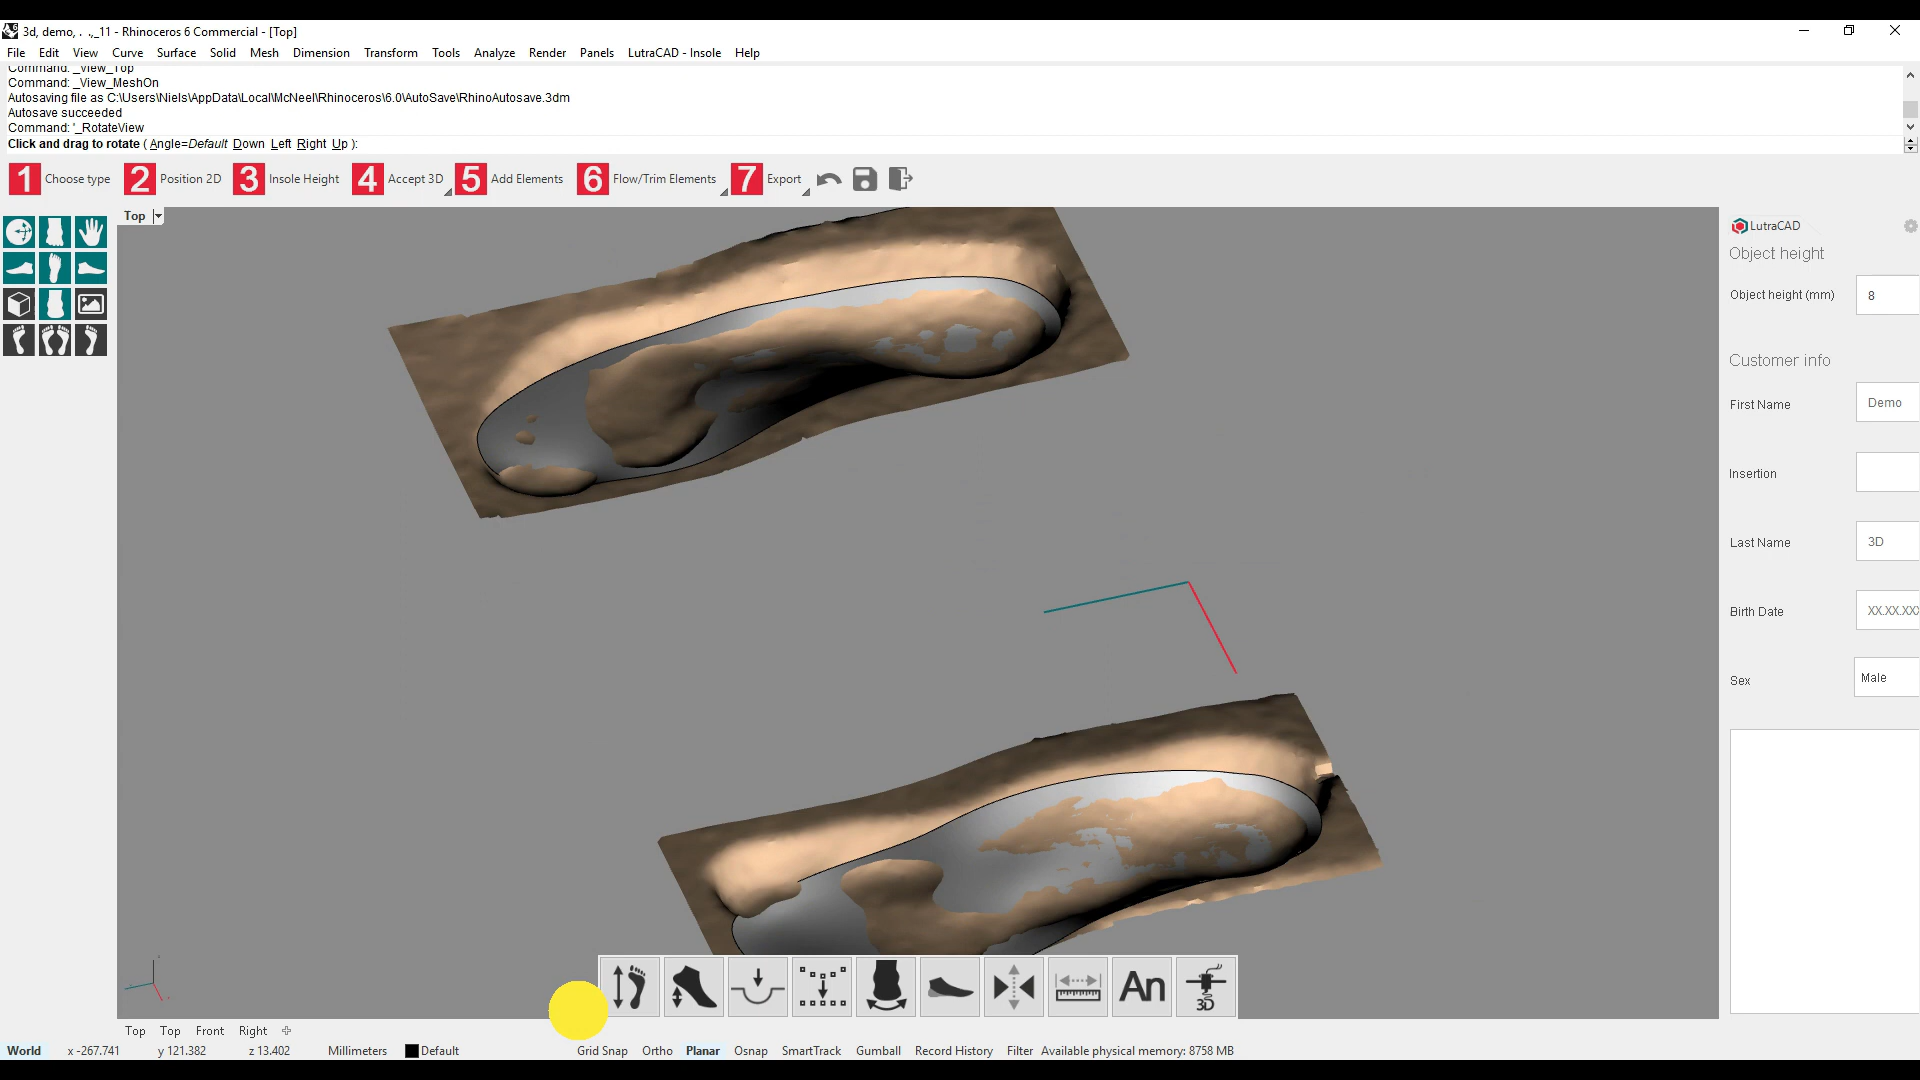 3d, demo, . .,_11 - Rhinoceros 6 Commercial - [Top]
File Edit View Curve Surface Solid Mesh Dimension Transform Tools Analyze Render Panels LutraCAD - Insole Help
Command: _View_Top
Command: _View_MeshOn
Autosaving file as C:\Users\Niels\AppData\Local\McNeel\Rhinoceros\6.0\AutoSave\RhinoAutosave.3dm
Autosave succeeded
Command: '_RotateView
Click and drag to rotate ( Angle=Default Down Left Right Up ):
1 Choose type 2 Position 2D 3 Insole Height 4 Accept 3D 5 Add Elements 6 Flow/Trim Elements 7 Export
Top
LutraCAD
Object height
Object height (mm) 8
Customer info
First Name Demo
Insertion
Last Name 3D
Birth Date XX.XX.XX
Sex Male
An 3D
Top Top Front Right
World x -267.741 y 121.382 z 13.402 Millimeters Default Grid Snap Ortho Planar Osnap SmartTrack Gumball Record History Filter Available physical memory: 8758 MB